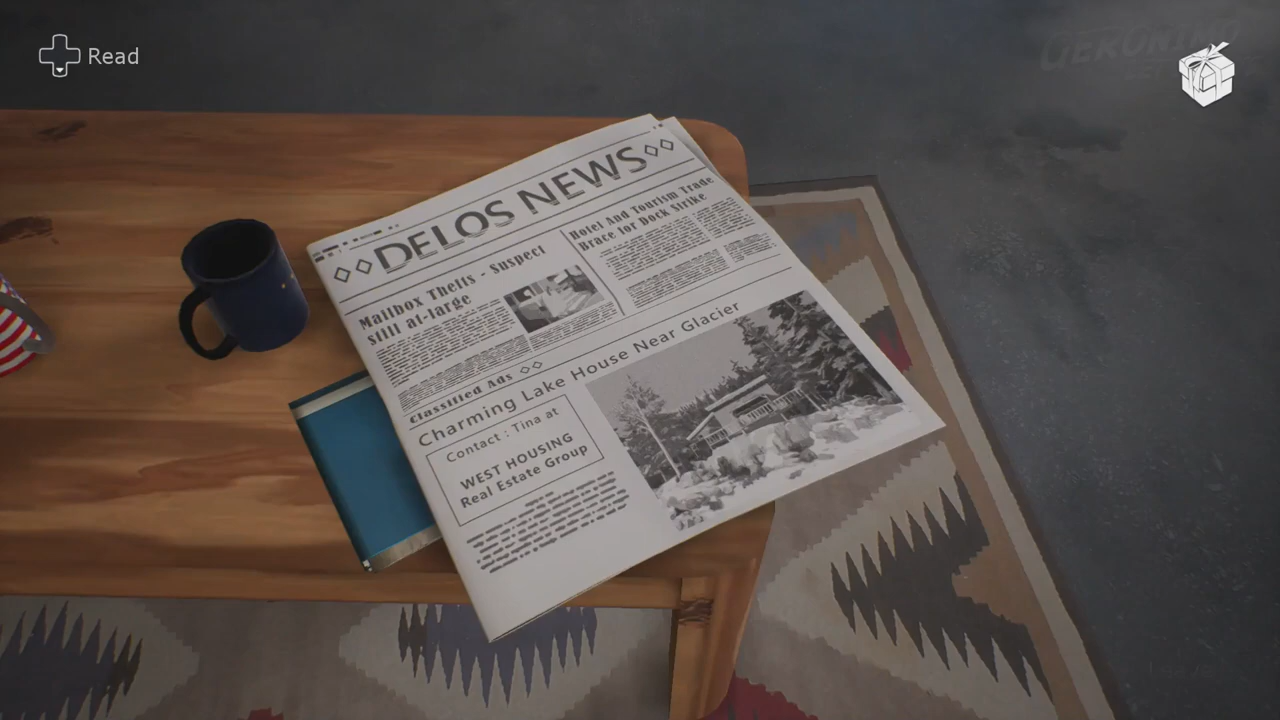 Read
DELOS NEWS
Mailbox Thefts - Suspect
still at-large
Hotel And Tourism Trade
Brace for Dock Strike
Classified Ads
Charming Lake House Near Glacier
Contact : Tina at
WEST HOUSING
Real Estate Group